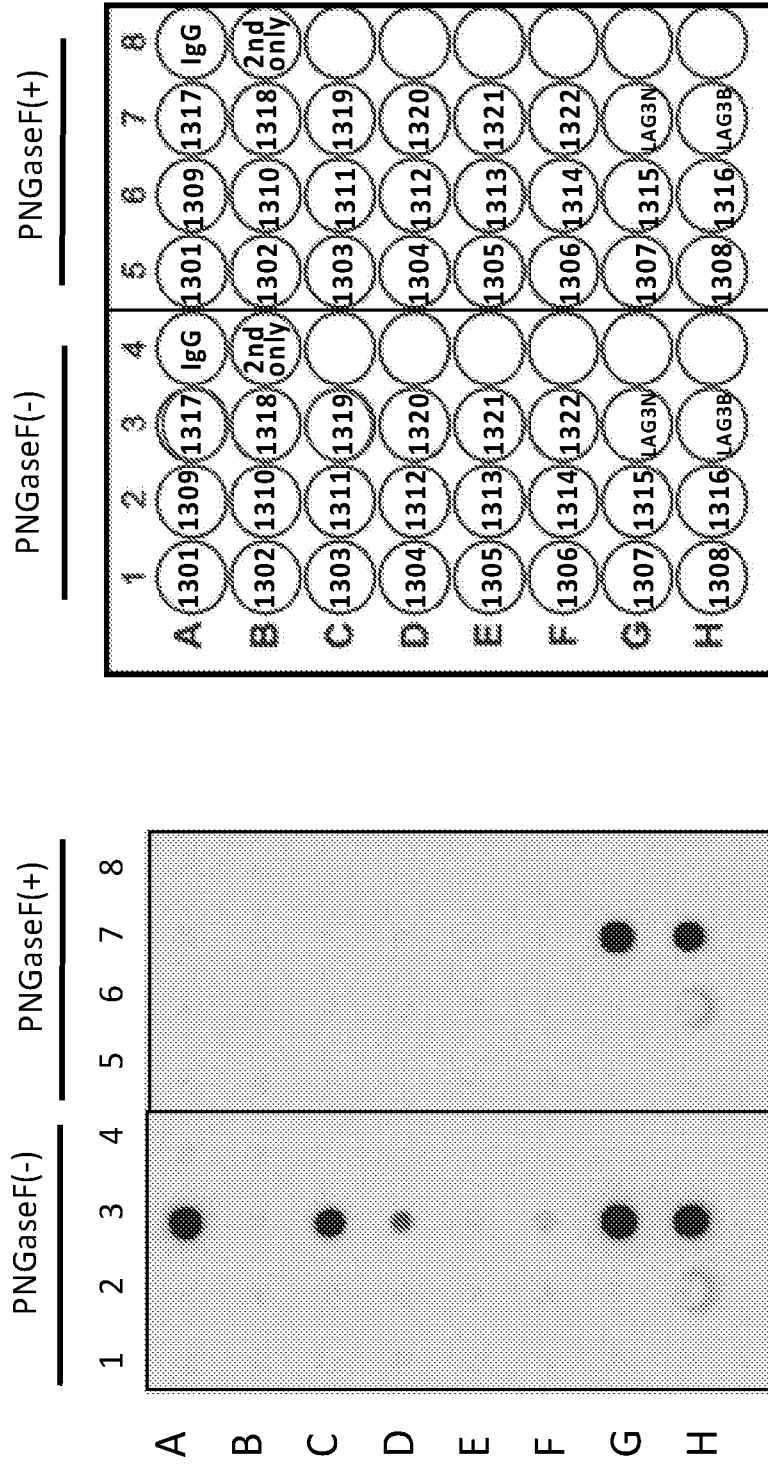 PNGaseF(-) PNGaseF(+)
1 2 3 4 5 6 7 8
A
B
C
D
E
F
G
H
PNGaseF(-) PNGaseF(+)
1 2 3 4 5 6 7 8
A 1301 1309 1317 IgG 1301 1309 1317 IgG
B 1302 1310 1318 2nd only 1302 1310 1318 2nd only
C 1303 1311 1319 1303 1311 1319
D 1304 1312 1320 1304 1312 1320
E 1305 1313 1321 1305 1313 1321
F 1306 1314 1322 1306 1314 1322
G 1307 1315 LAG3N 1307 1315 LAG3N
H 1308 1316 LAG3B 1308 1316 LAG3B